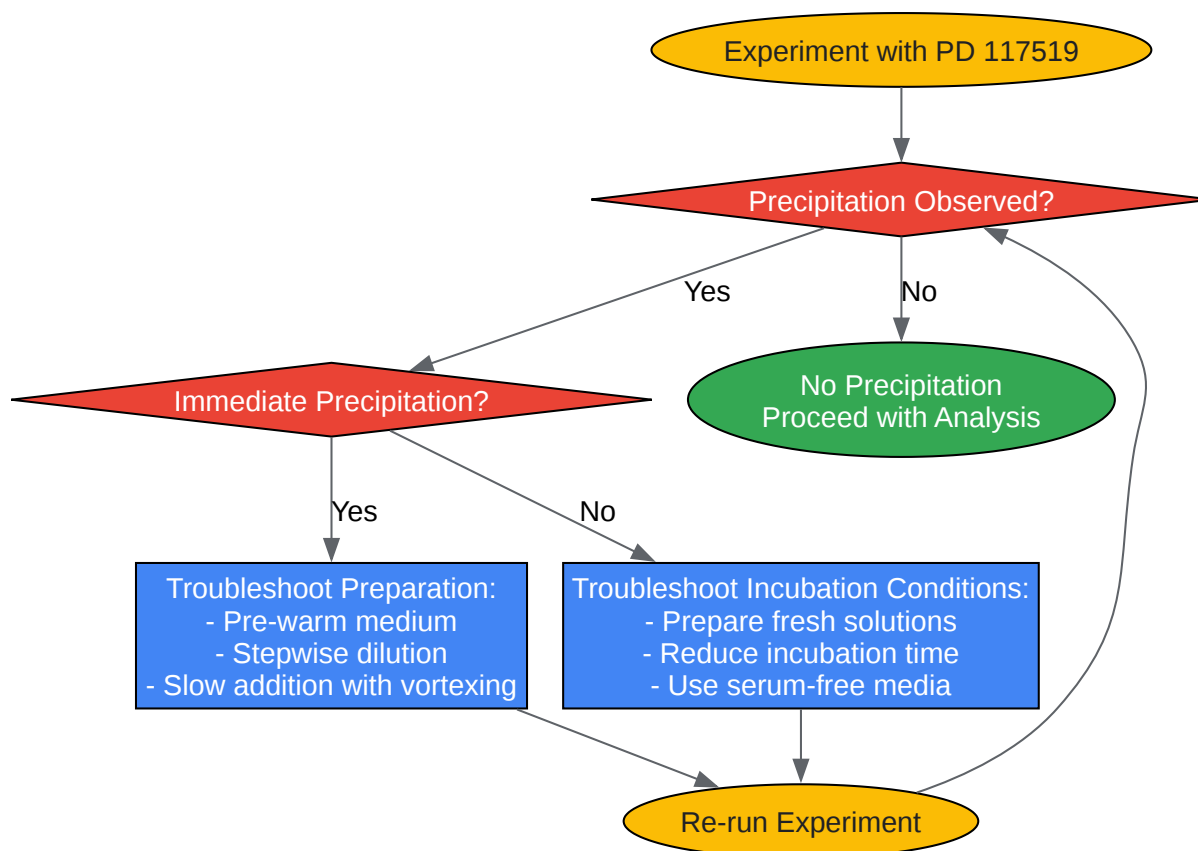 Experiment with PD 117519
Precipitation Observed?
Yes
No
Immediate Precipitation?
No Precipitation
Proceed with Analysis
Yes
No
Troubleshoot Preparation:
- Pre-warm medium
- Stepwise dilution
- Slow addition with vortexing
Troubleshoot Incubation Conditions:
- Prepare fresh solutions
- Reduce incubation time
- Use serum-free media
Re-run Experiment